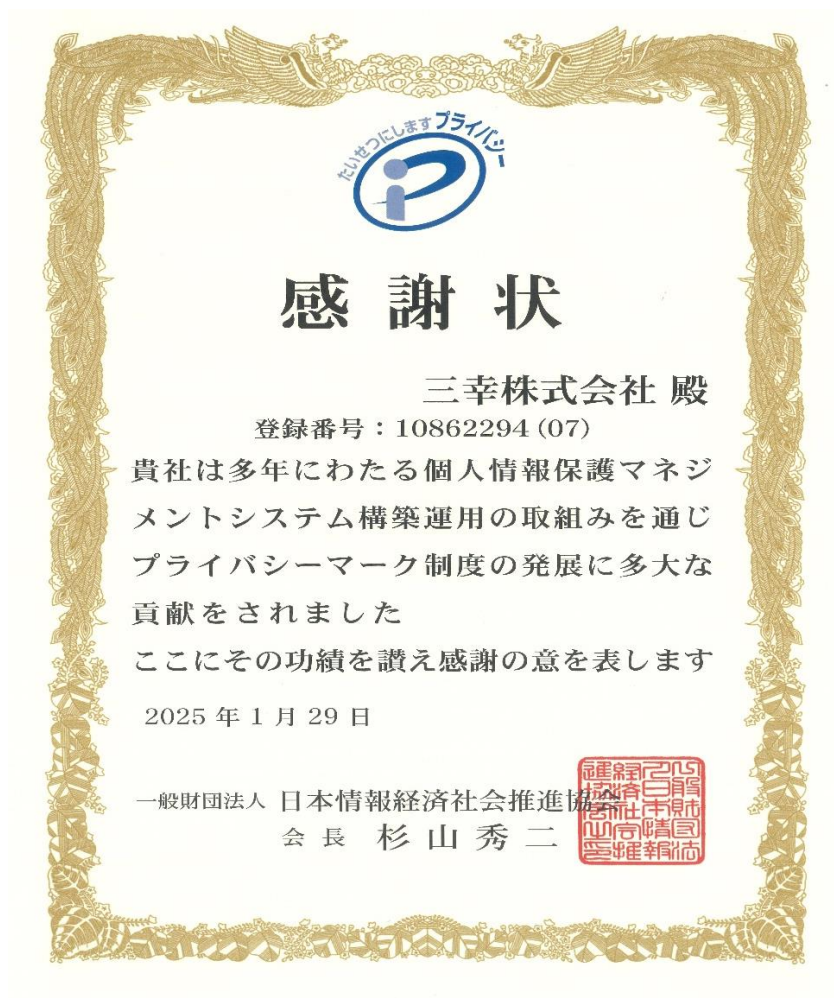 たいせつにしますプライバシー
感謝状
三幸株式会社 殿
登録番号：10862294 (07)
貴社は多年にわたる個人情報保護マネジ
メントシステム構築運用の取組みを通じ
プライバシーマーク制度の発展に多大な
貢献をされました
ここにその功績を讃え感謝の意を表します
2025 年 1 月 29 日
一般財団法人 日本情報経済社会推進協会
会長 杉山秀二